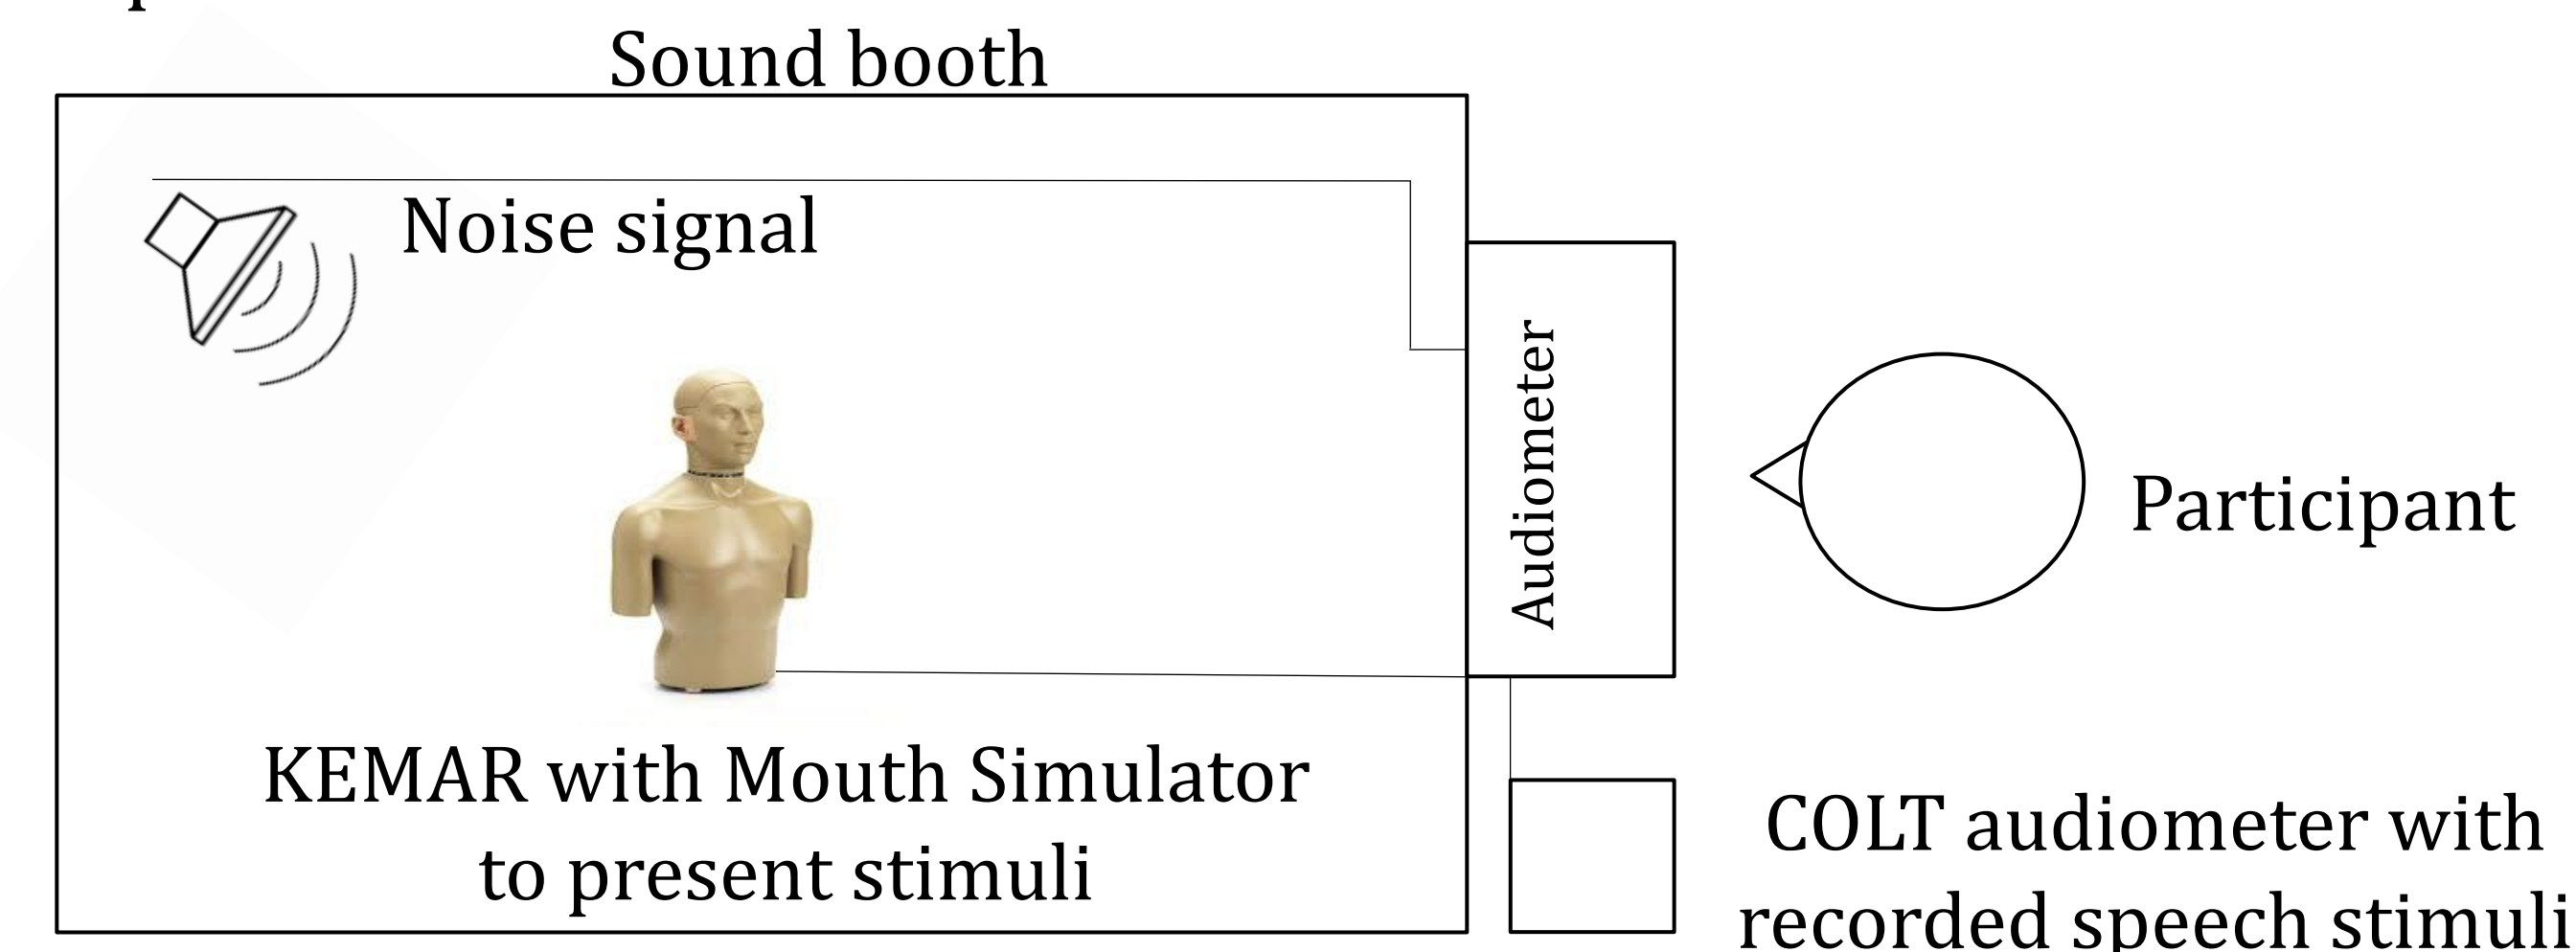 Sound booth
Noise signal
Audiometer
Participant
KEMAR with Mouth Simulator
to present stimuli
COLT audiometer with
recorded speech stimuli